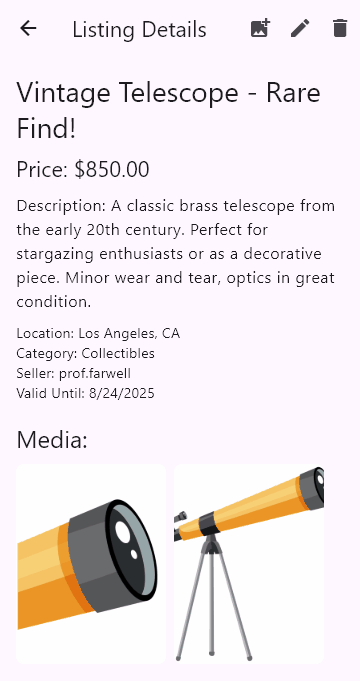 Listing Details
Vintage Telescope - Rare
Find!
Price: $850.00
Description: A classic brass telescope from
the early 20th century. Perfect for
stargazing enthusiasts or as a decorative
piece. Minor wear and tear, optics in great
condition.
Location: Los Angeles, CA
Category: Collectibles
Seller: prof.farwell
Valid Until: 8/24/2025
Media: